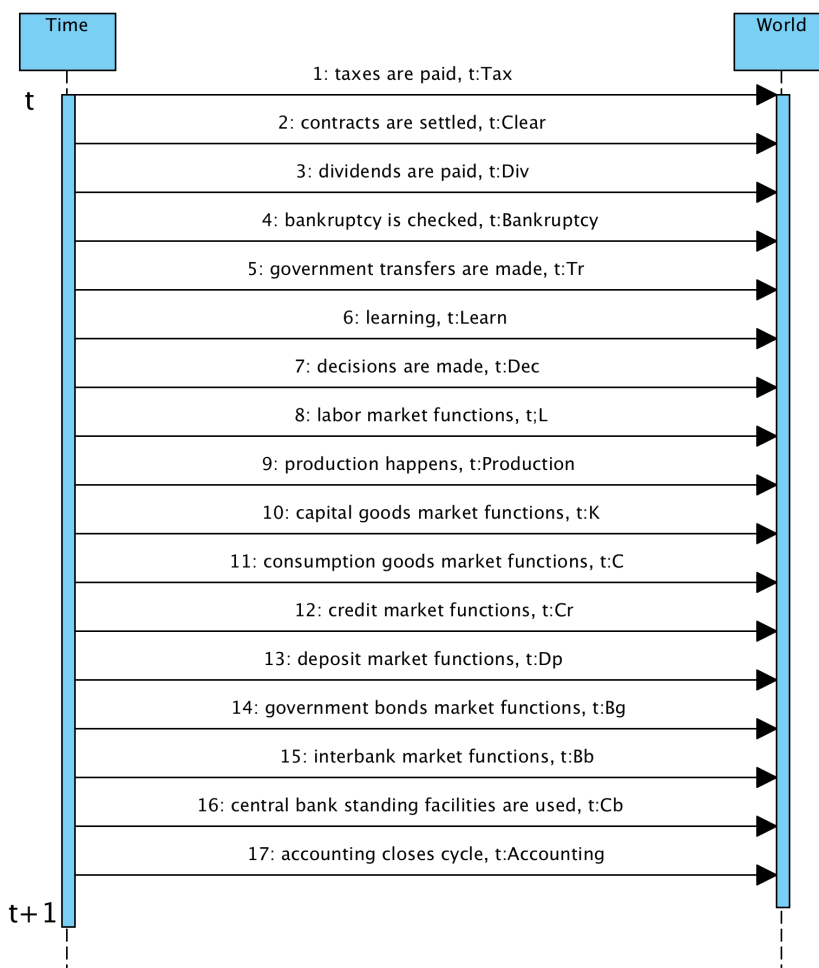 Time
World
1: taxes are paid, t:Tax
t
2: contracts are settled, t:Clear
3: dividends are paid, t:Div
4: bankruptcy is checked, t:Bankruptcy
5: government transfers are made, t:Tr
6: learning, t:Learn
7: decisions are made, t:Dec
8: labor market functions, t;L
9: production happens, t:Production
10: capital goods market functions, t:K
11: consumption goods market functions, t:C
12: credit market functions, t:Cr
13: deposit market functions, t:Dp
14: government bonds market functions, t:Bg
15: interbank market functions, t:Bb
16: central bank standing facilities are used, t:Cb
17: accounting closes cycle, t:Accounting
t+1